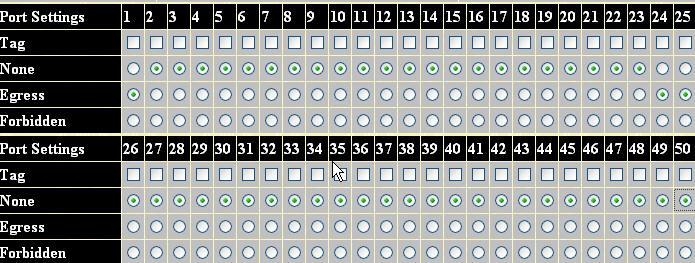 Port Settings 1 2 3 4 5 6 7 8 9 10 11 12 13 14 15 16 17 18 19 20 21 22 23 24 25
Tag
None
Egress
Forbidden
Port Settings 26 27 28 29 30 31 32 33 34 35 36 37 38 39 40 41 42 43 44 45 46 47 48 49 50
Tag
None
Egress
Forbidden